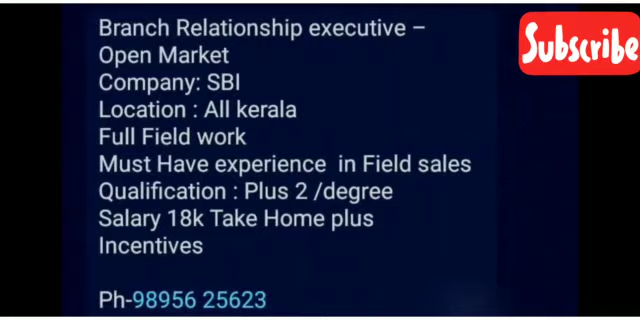 Branch Relationship executive –
Open Market
Company: SBI
Location : All kerala
Full Field work
Must Have experience in Field sales
Qualification : Plus 2 /degree
Salary 18k Take Home plus
Incentives
Ph-98956 25623
Subscribe